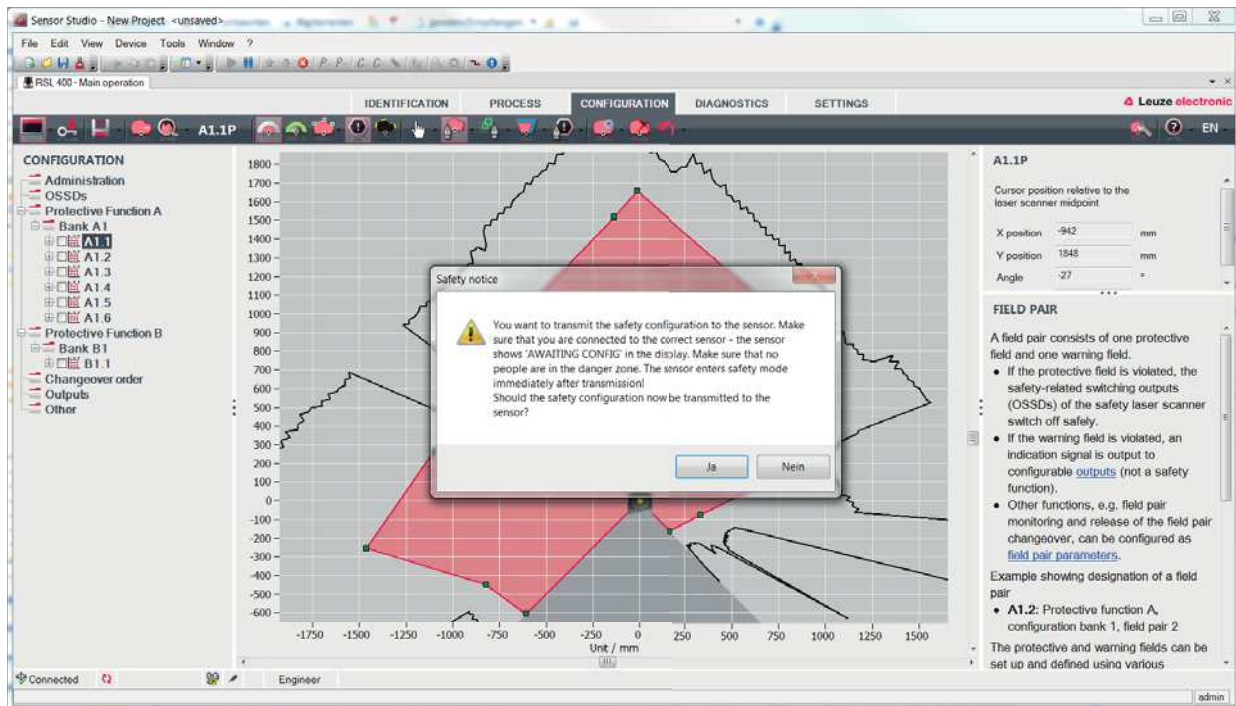 Sensor Studio - New Project <unsaved>
File Edit View Device Tools Window ?
RSL 400 - Main operation
IDENTIFICATION PROCESS CONFIGURATION DIAGNOSTICS SETTINGS
Leuze electronic
A1.1P
EN
CONFIGURATION
Administration
OSSDs
Protective Function A
Bank A1
A1.1
A1.2
A1.3
A1.4
A1.5
A1.6
Protective Function B
Bank B1
B1.1
Changeover order
Outputs
Other
1800
1700
1600
1500
1400
1300
1200
1100
1000
900
800
700
600
500
400
300
200
100
0
-100
-200
-300
-400
-500
-600
-1750 -1500 -1250 -1000 -750 -500 -250 0 250 500 750 1000 1250 1500
Unit / mm
Safety notice
You want to transmit the safety configuration to the sensor. Make
sure that you are connected to the correct sensor - the sensor
shows 'AWAITING CONFIG' in the display. Make sure that no
people are in the danger zone. The sensor enters safety mode
immediately after transmission!
Should the safety configuration now be transmitted to the
sensor?
Ja Nein
A1.1P
Cursor position relative to the
laser scanner midpoint
X position -942 mm
Y position 1848 mm
Angle -27 °
FIELD PAIR
A field pair consists of one protective
field and one warning field.
• If the protective field is violated, the
safety-related switching outputs
(OSSDs) of the safety laser scanner
switch off safely.
• If the warning field is violated, an
indication signal is output to
configurable outputs (not a safety
function).
• Other functions, e.g. field pair
monitoring and release of the field pair
changeover, can be configured as
field pair parameters.
Example showing designation of a field
pair
• A1.2: Protective function A,
configuration bank 1, field pair 2
The protective and warning fields can be
set up and defined using various
Connected
Engineer
admin